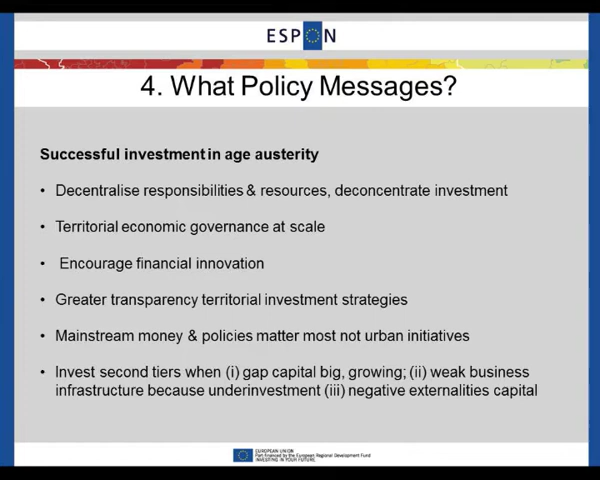 ESPON
4. What Policy Messages?
Successful investment in age austerity
• Decentralise responsibilities & resources, deconcentrate investment
• Territorial economic governance at scale
• Encourage financial innovation
• Greater transparency territorial investment strategies
• Mainstream money & policies matter most not urban initiatives
• Invest second tiers when (i) gap capital big, growing; (ii) weak business
infrastructure because underinvestment (iii) negative externalities capital
EUROPEAN UNION
Part-financed by the European Regional Development Fund
INVESTING IN YOUR FUTURE